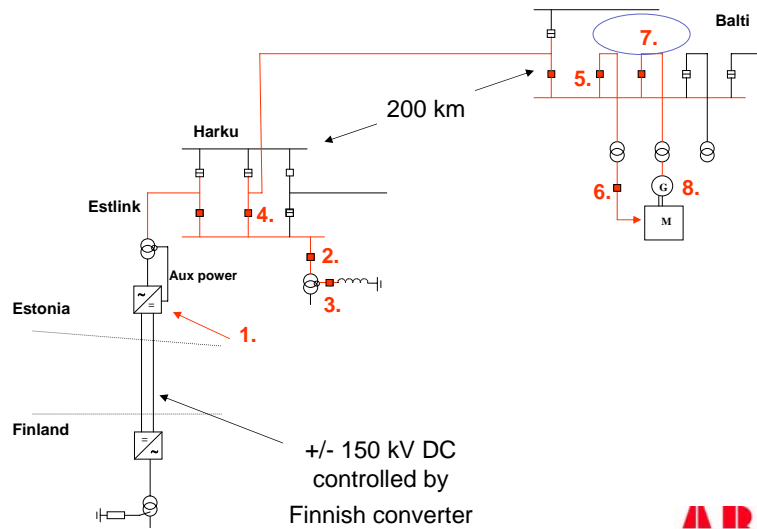 Balti
7.
5.
200 km
Harku
6.
G
8.
M
Estlink
4.
2.
Aux power
~
=
3.
Estonia
1.
Finland
=
~
+/- 150 kV DC
controlled by
Finnish converter